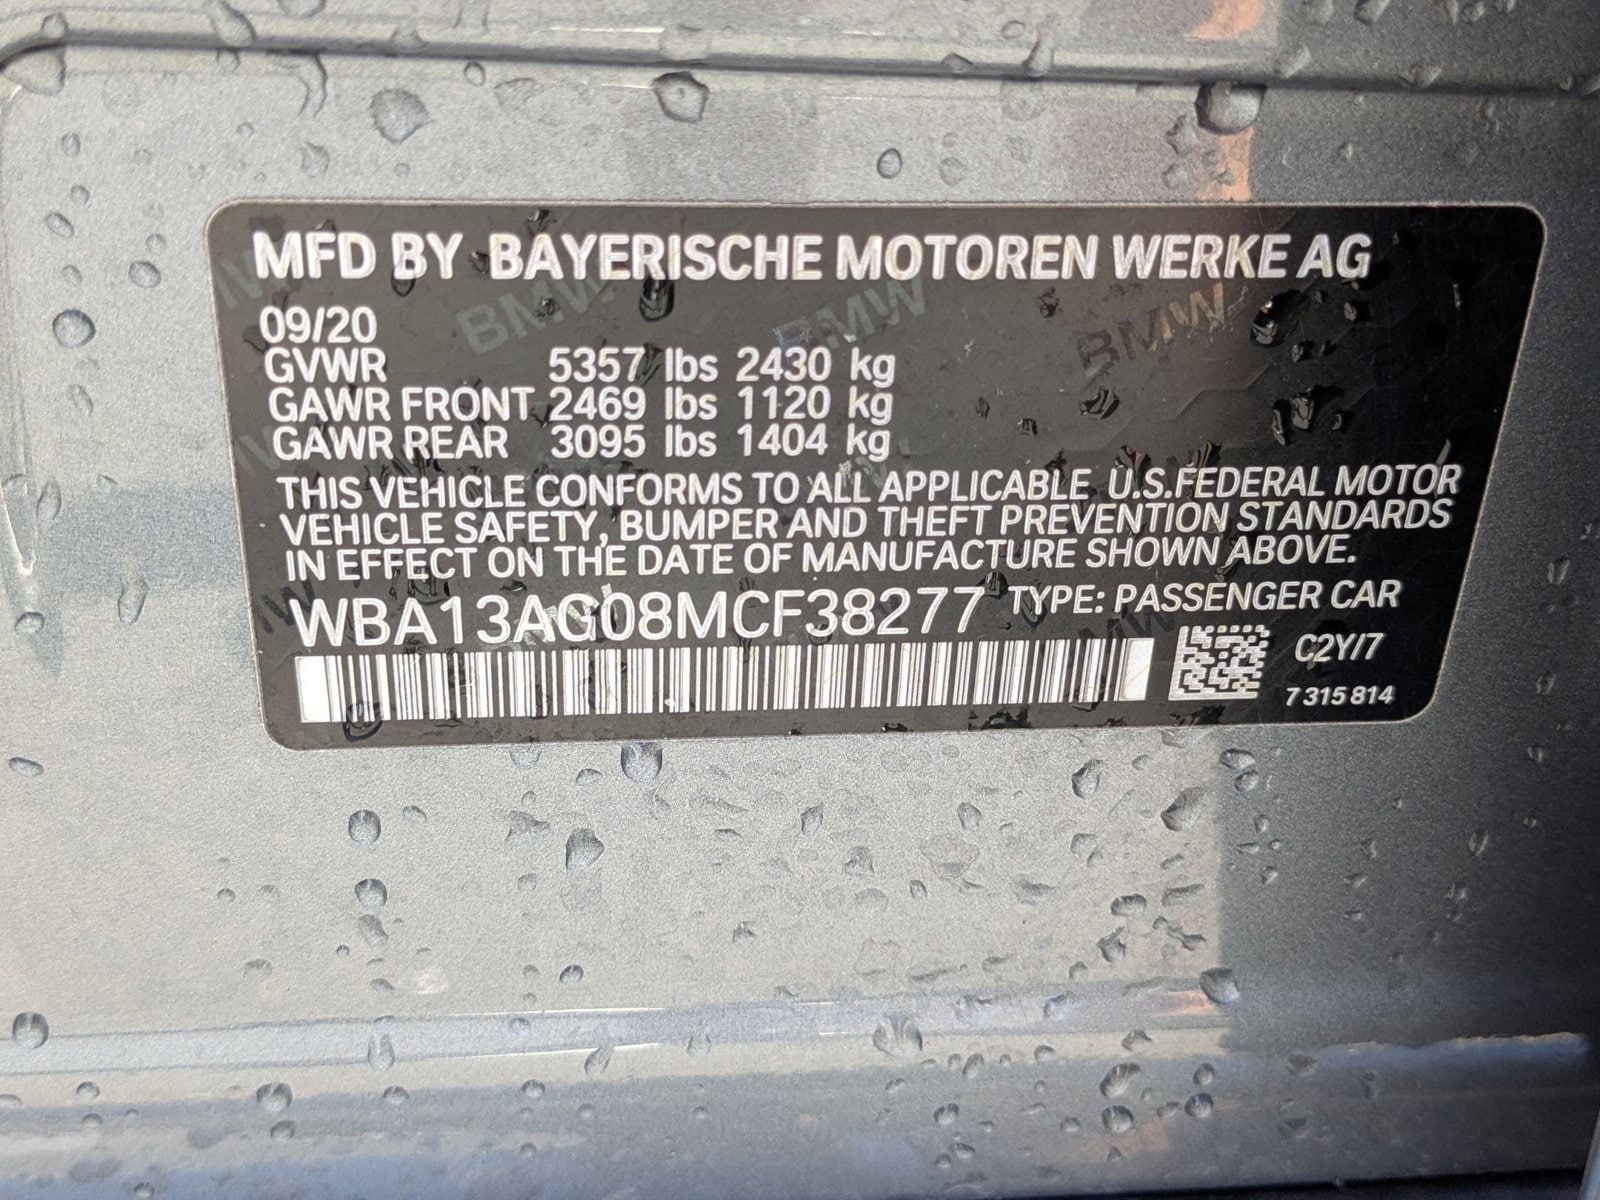 MFD BY BAYERISCHE MOTOREN WERKE AG
09/20
GVWR 5357 lbs 2430 kg
GAWR FRONT 2469 lbs 1120 kg
GAWR REAR 3095 lbs 1404 kg
THIS VEHICLE CONFORMS TO ALL APPLICABLE U.S.FEDERAL MOTOR
VEHICLE SAFETY, BUMPER AND THEFT PREVENTION STANDARDS
IN EFFECT ON THE DATE OF MANUFACTURE SHOWN ABOVE.
WBA13AG08MCF38277 TYPE: PASSENGER CAR
C2Y/7
7 315 814
BMW BMW BMW